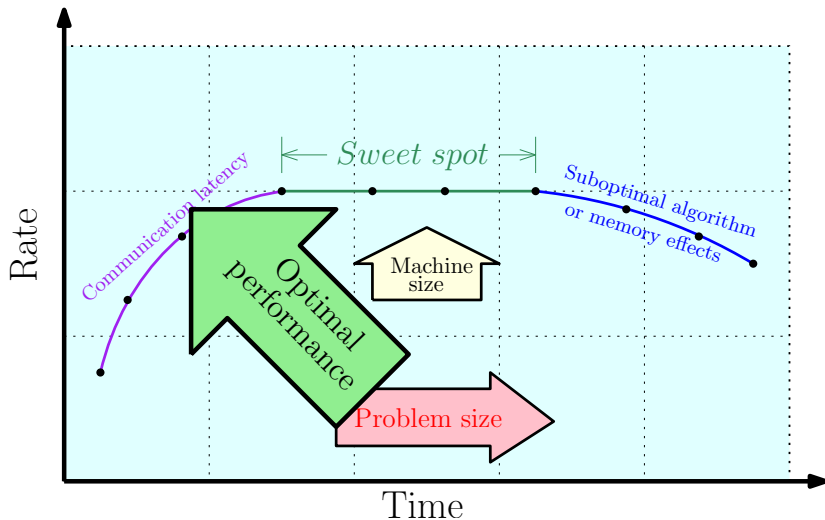 Sweet spot
Communication latency
Suboptimal algorithm
or memory effects
Rate
Machine
size
Optimal
performance
Problem size
Time